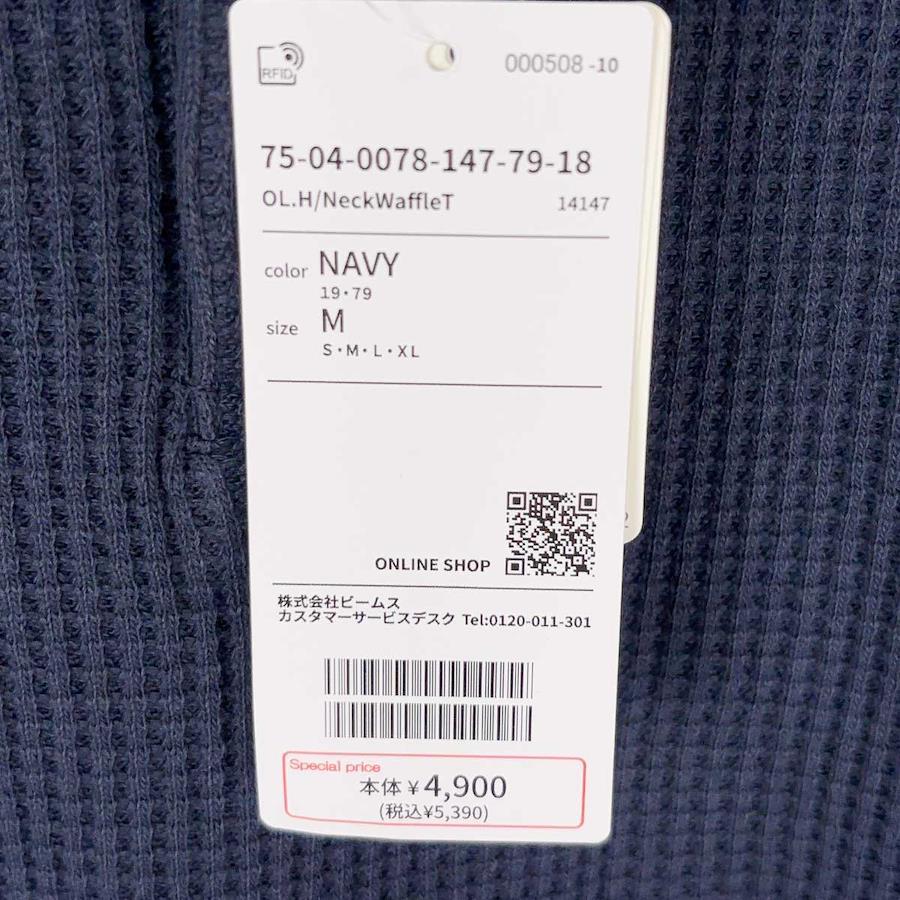 RFID
000508 -10
75-04-0078-147-79-18
OL.H/NeckWaffleT 14147
color NAVY
19・79
size M
S・M・L・XL
ONLINE SHOP
株式会社ビームス
カスタマーサービスデスク Tel:0120-011-301
Special price
本体 ¥4,900
(税込¥5,390)
2